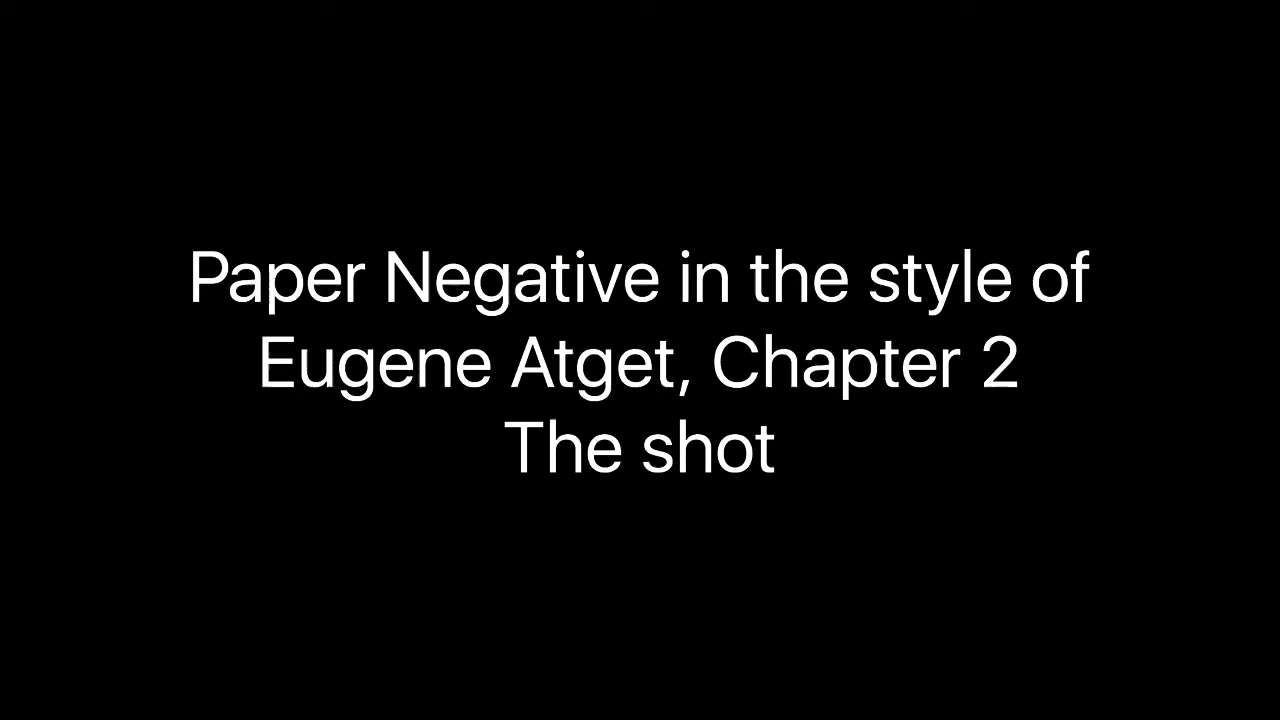 Paper Negative in the style of
Eugene Atget, Chapter 2
The shot